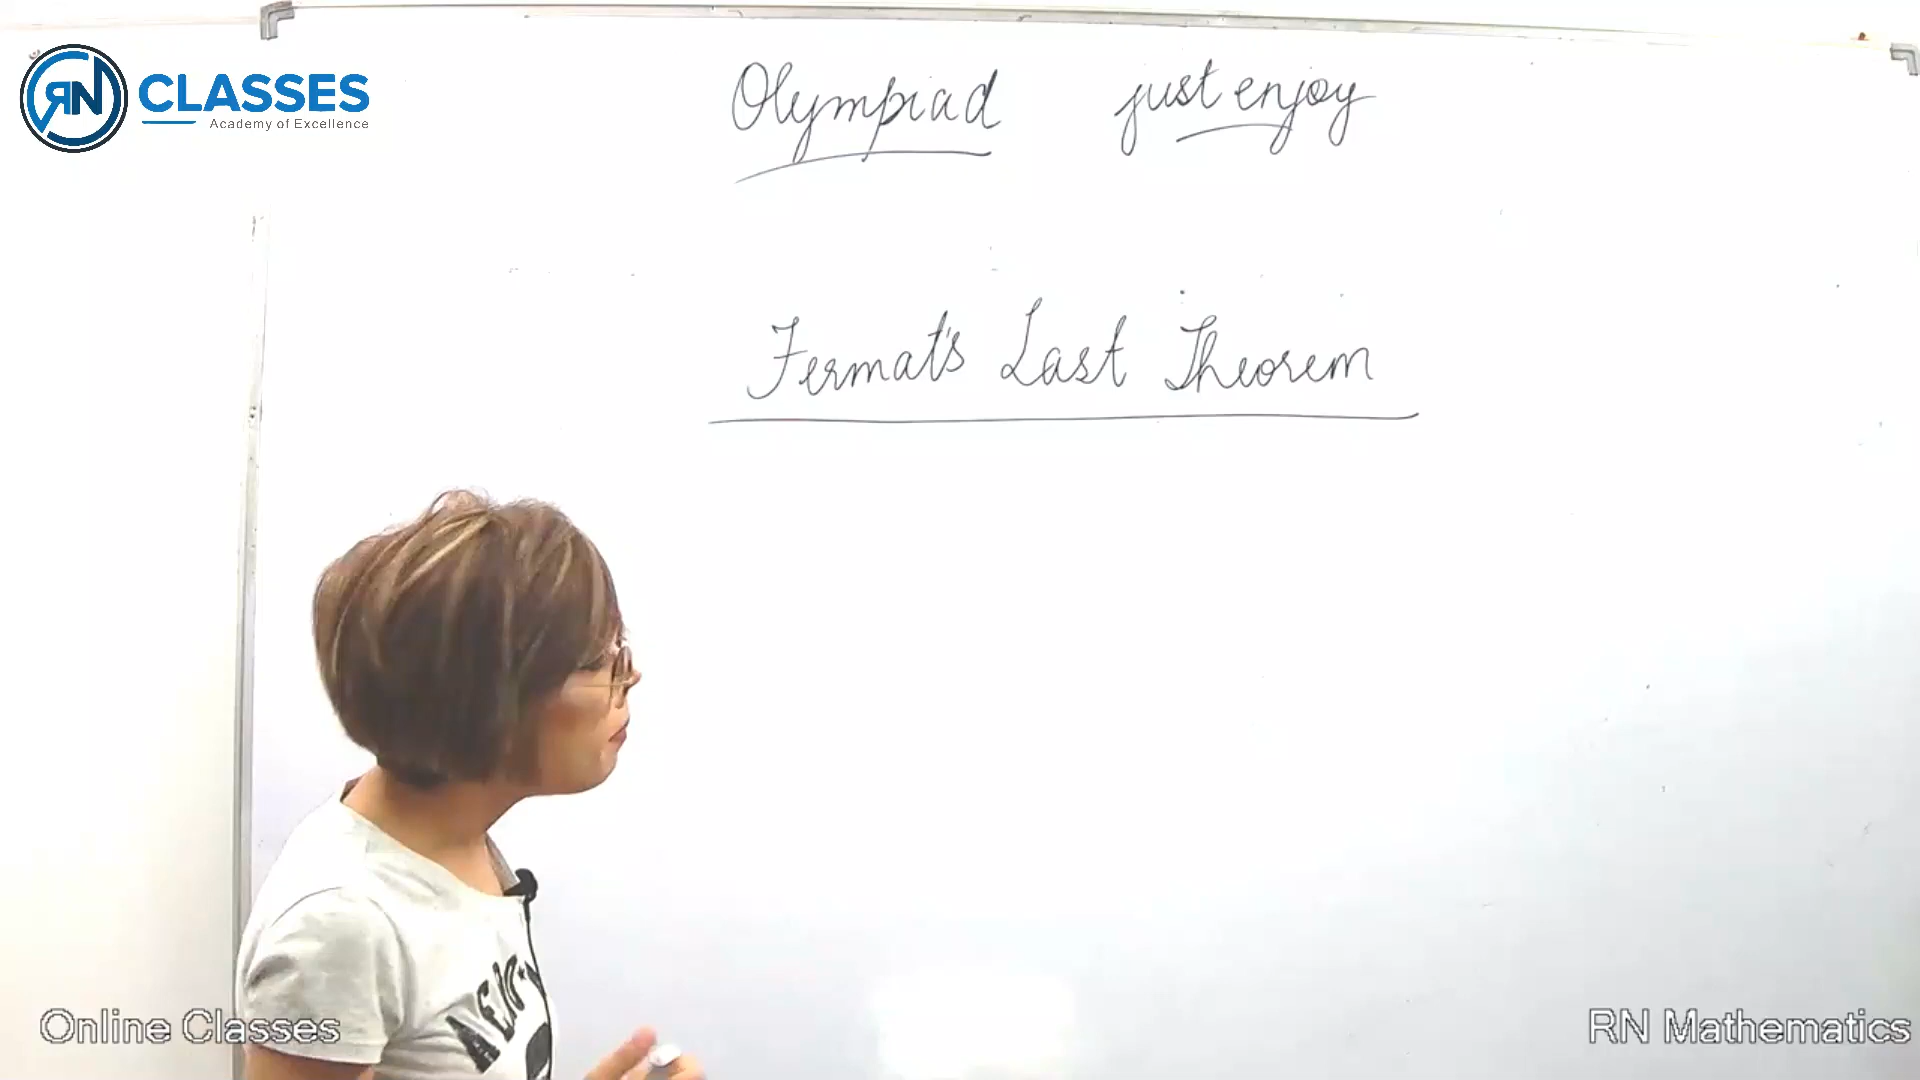 RN CLASSES
Academy of Excellence
Olympiad just enjoy
Fermat's Last Theorem
Online Classes
RN Mathematics